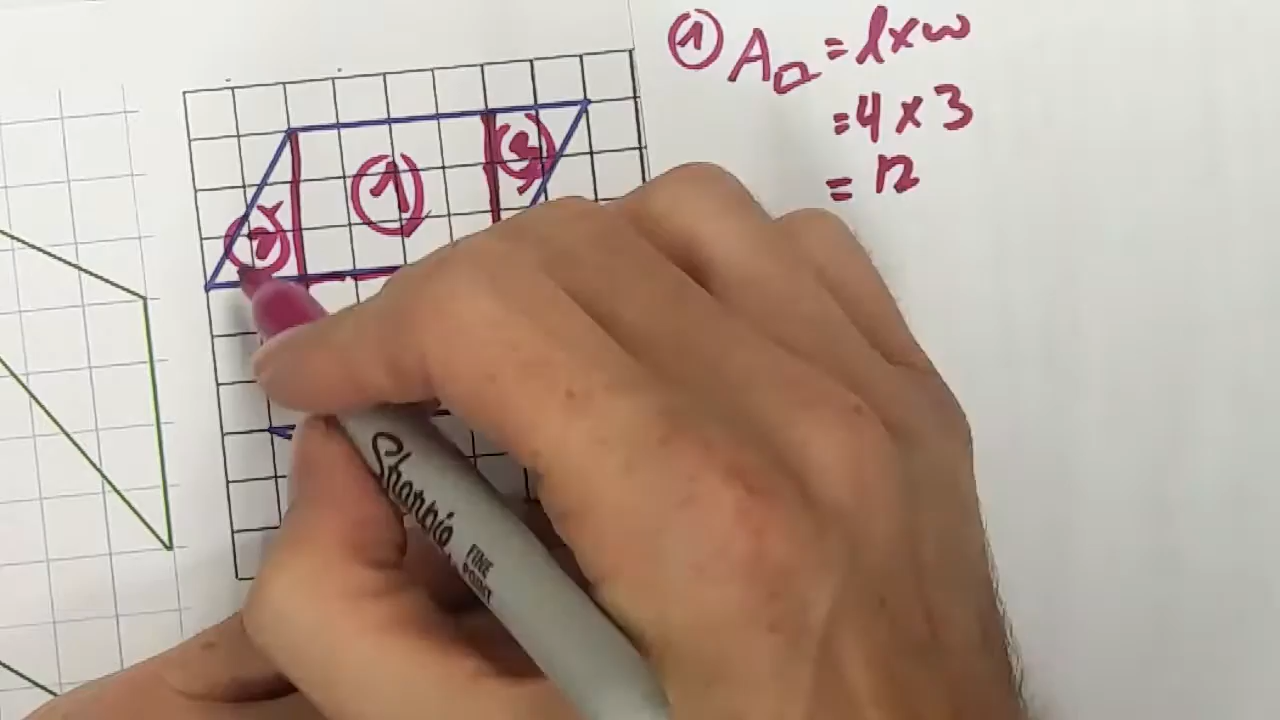 ① A▱ = l x w
= 4 x 3
= 12
①
Sharpie
FINE
POINT